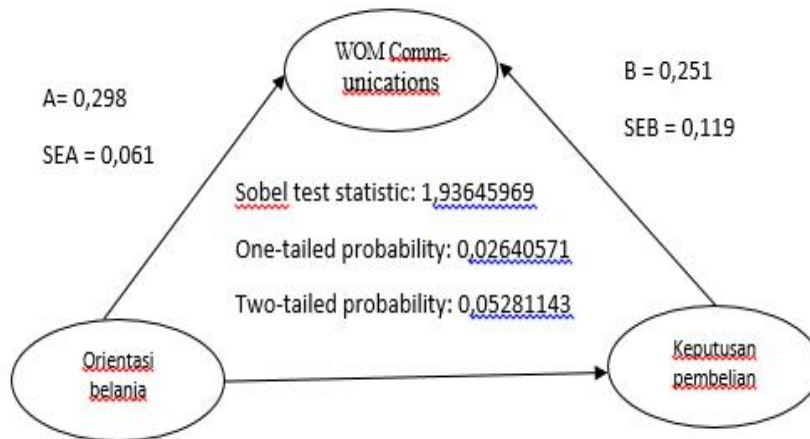 WOM Comm-
unications
A= 0,298
SEA = 0,061
B = 0,251
SEB = 0,119
Sobel test statistic: 1,93645969
One-tailed probability: 0,02640571
Two-tailed probability: 0,05281143
Orientasi
belania
Keputusan
pembelian